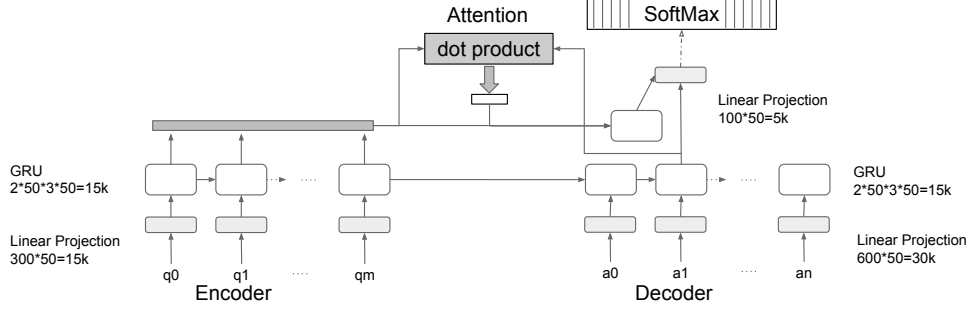 Attention
SoftMax
dot product
Linear Projection
100*50=5k
GRU
2*50*3*50=15k
....
....
GRU
2*50*3*50=15k
Linear Projection
300*50=15k
Linear Projection
600*50=30k
q0 q1 .... qm a0 a1 .... an
Encoder Decoder